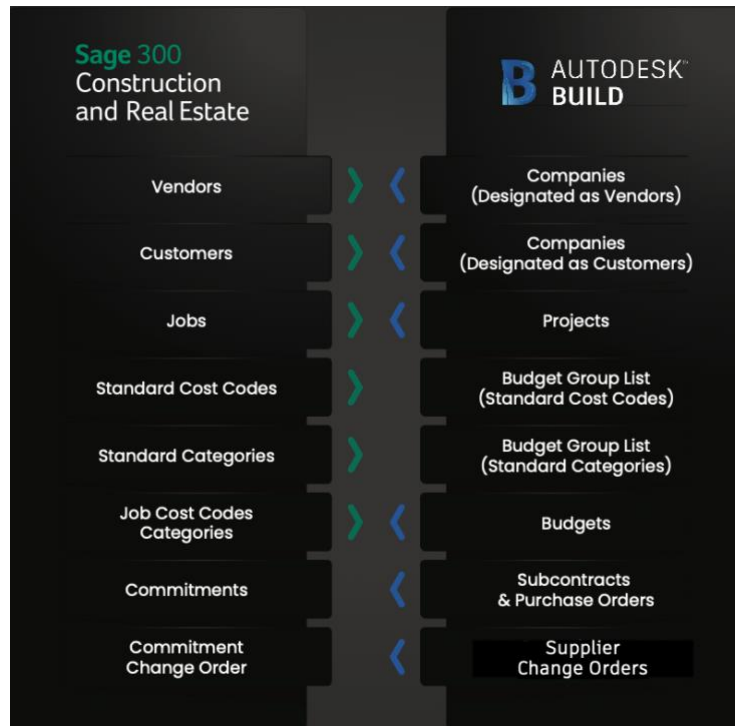 Sage 300
Construction
and Real Estate
AUTODESK™
BUILD
Vendors
Companies
(Designated as Vendors)
Customers
Companies
(Designated as Customers)
Jobs
Projects
Standard Cost Codes
Budget Group List
(Standard Cost Codes)
Standard Categories
Budget Group List
(Standard Categories)
Job Cost Codes
Categories
Budgets
Commitments
Subcontracts
& Purchase Orders
Commitment
Change Order
Supplier
Change Orders